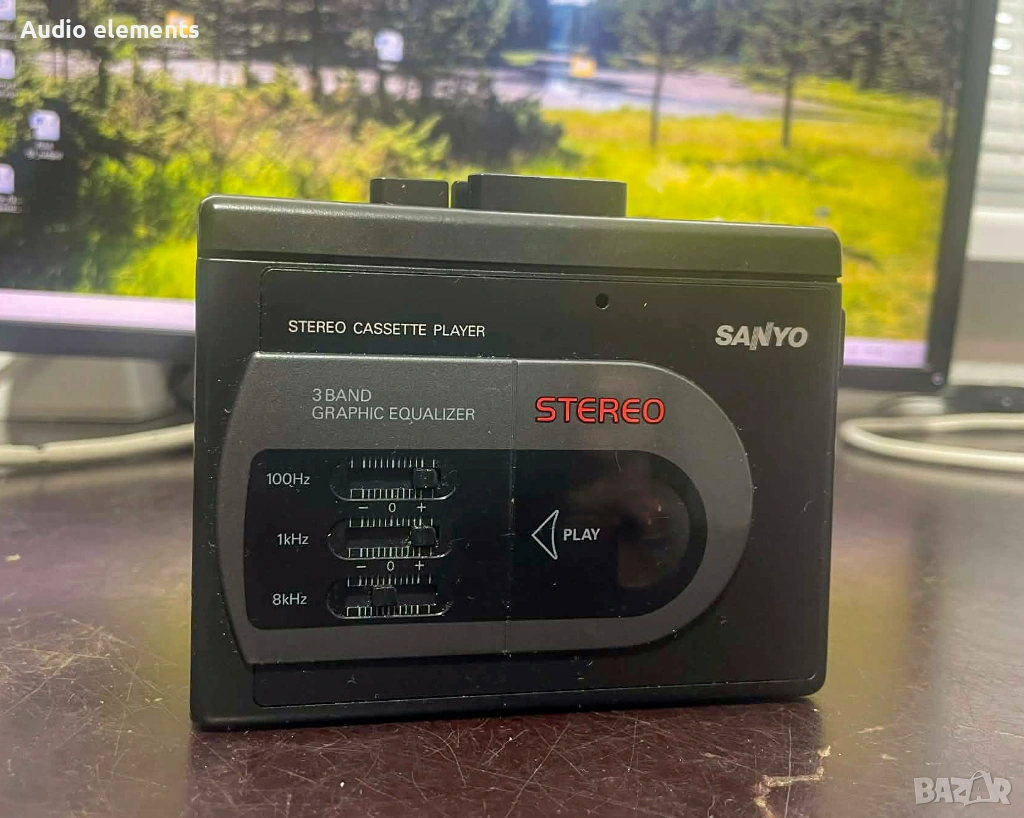 Audio elements
STEREO CASSETTE PLAYER
SANYO
3 BAND
GRAPHIC EQUALIZER
STEREO
100Hz
− 0 +
1kHz
− 0 +
8kHz
PLAY
BAZAR